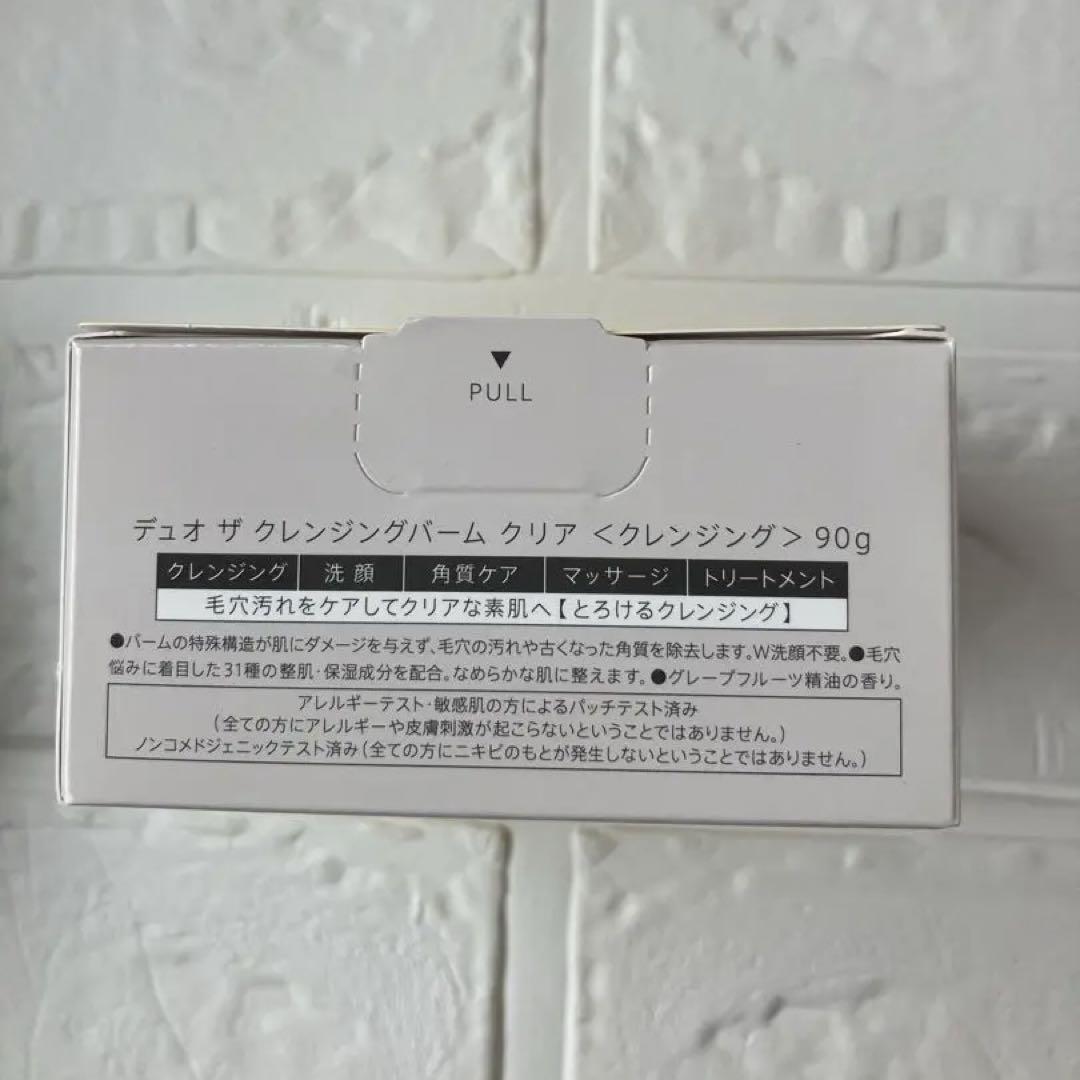 ▼
PULL
デュオ ザ クレンジングバーム クリア ＜クレンジング＞ 90g
クレンジング 洗 顔 角質ケア マッサージ トリートメント
毛穴汚れをケアしてクリアな素肌へ【とろけるクレンジング】
●バームの特殊構造が肌にダメージを与えず、毛穴の汚れや古くなった角質を除去します。W洗顔不要。●毛穴
悩みに着目した31種の整肌・保湿成分を配合。なめらかな肌に整えます。●グレープフルーツ精油の香り。
アレルギーテスト・敏感肌の方によるパッチテスト済み
（全ての方にアレルギーや皮膚刺激が起こらないということではありません。）
ノンコメドジェニックテスト済み（全ての方にニキビのもとが発生しないということではありません。）